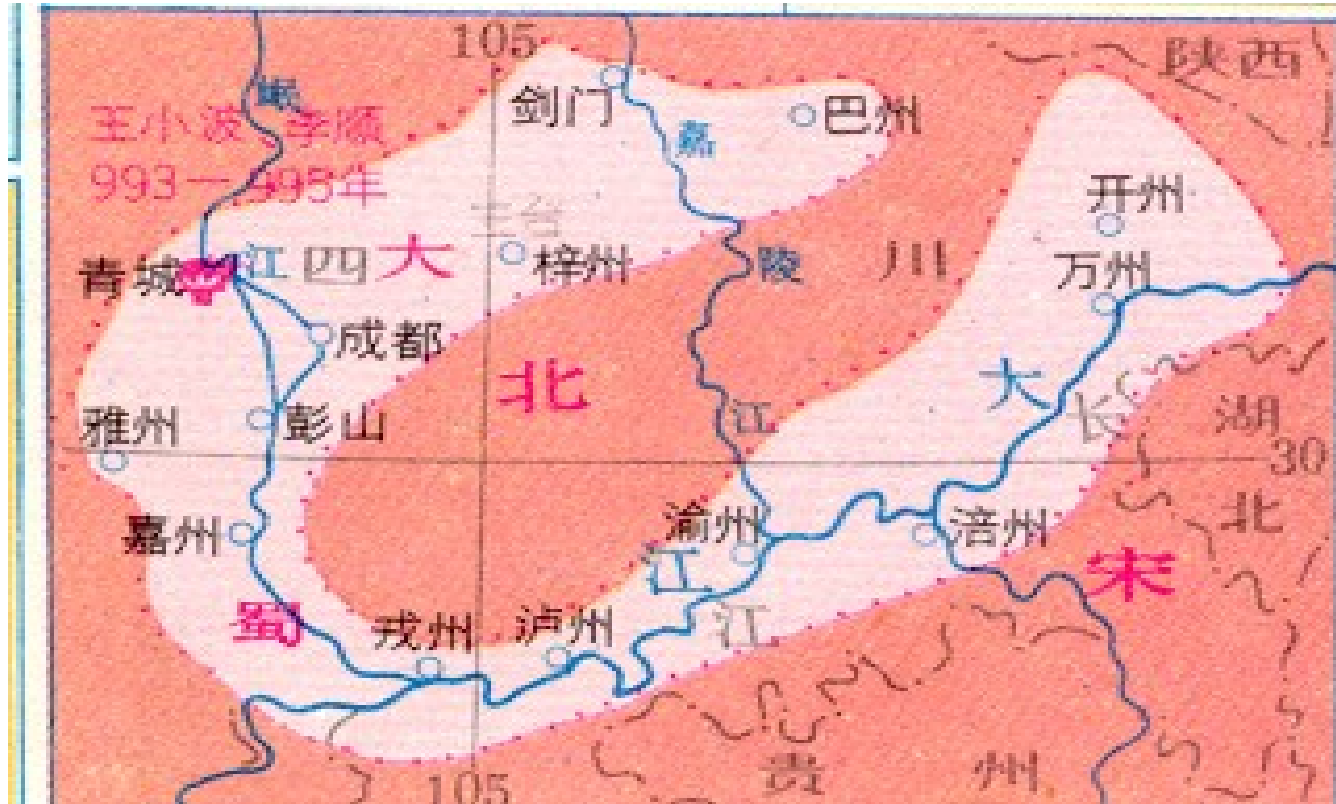 105
陕西
岷
剑门
巴州
王小波 李顺
嘉
993—995年
开州
三台
江
四
大
梓州
陵
川
万州
青城
成都
北
大
长
湖
雅州
彭山
江
30
嘉州
渝州
涪州
北
江
宋
蜀
戎州
泸州
江
贵
州
105